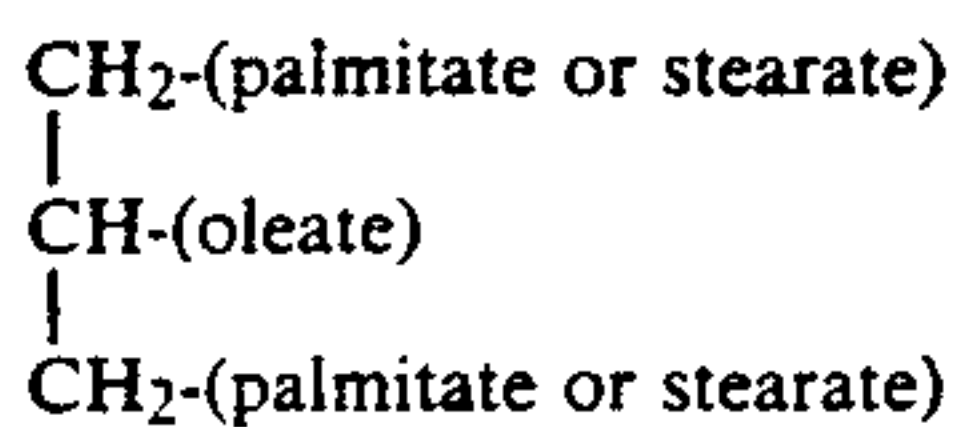 CH2-(palmitate or stearate)
|
CH-(oleate)
|
CH2-(palmitate or stearate)